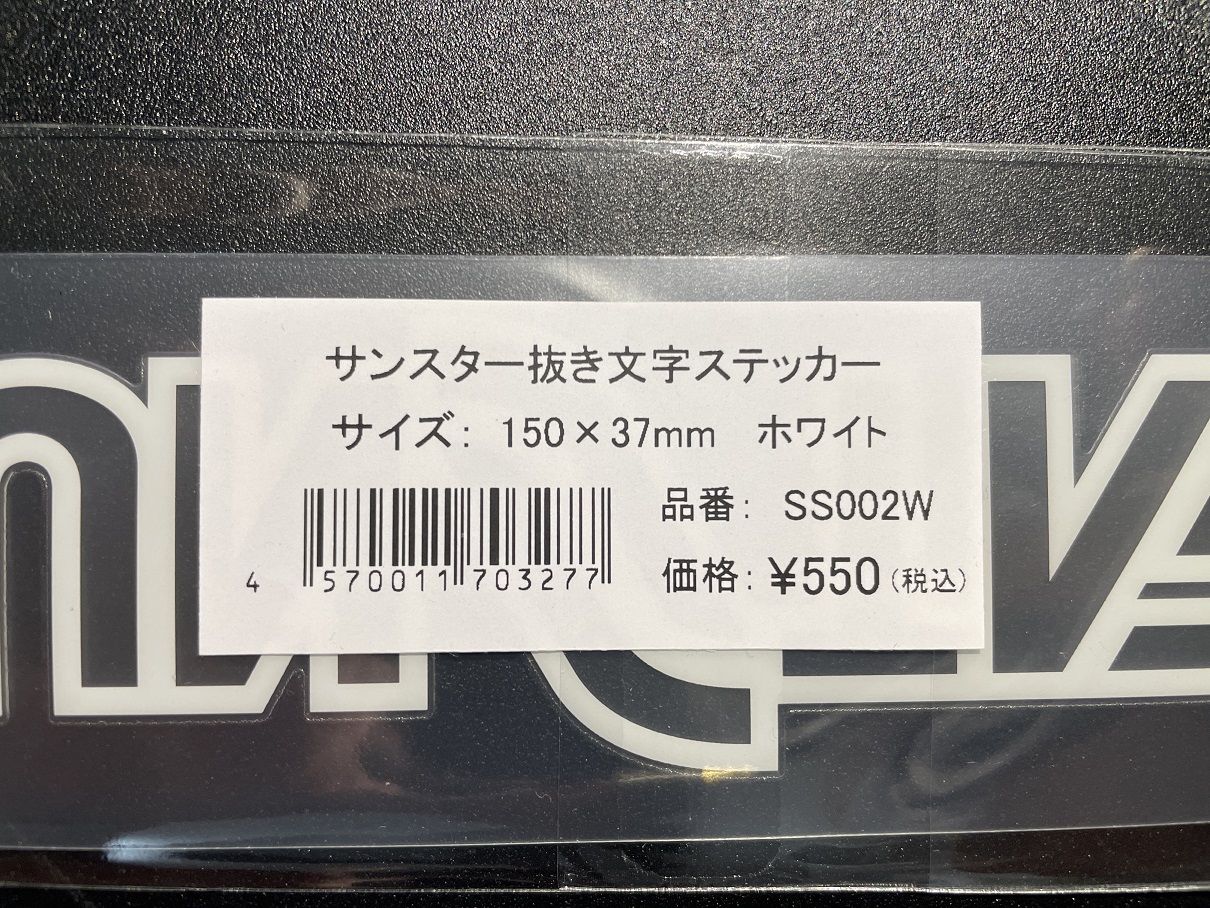 サンスター抜き文字ステッカー
サイズ： 150×37mm ホワイト
品番： SS002W
価格：¥550（税込）
4 570011 703277